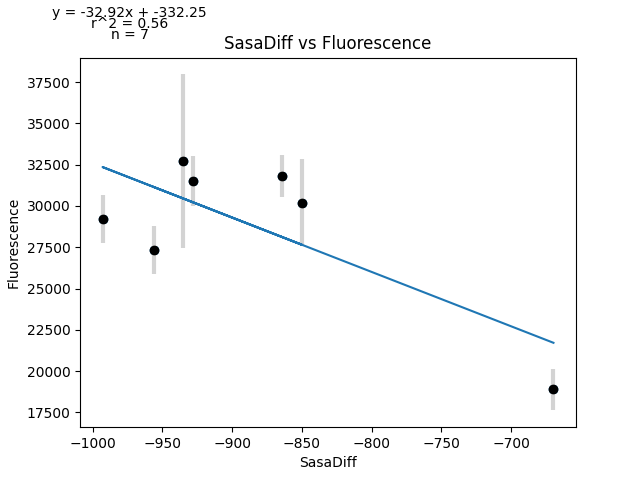 y = -32.92x + -332.25
r^2 = 0.56
n = 7
SasaDiff vs Fluorescence
37500
35000
32500
30000
27500
25000
22500
20000
17500
Fluorescence
−1000 −950 −900 −850 −800 −750 −700
SasaDiff